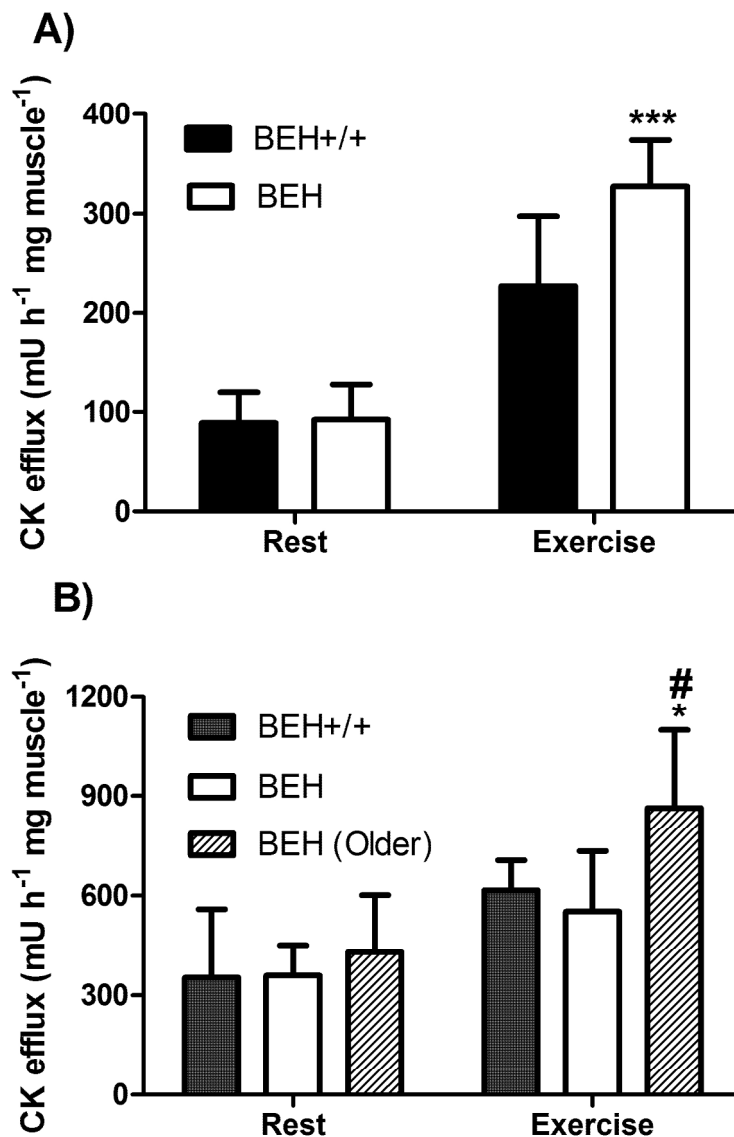 A)
CK efflux (mU h⁻¹ mg muscle⁻¹)
400
300
200
100
0
BEH+/+
BEH
***
Rest Exercise
B)
CK efflux (mU h⁻¹ mg muscle⁻¹)
1200
900
600
300
0
BEH+/+
BEH
BEH (Older)
#
*
Rest Exercise